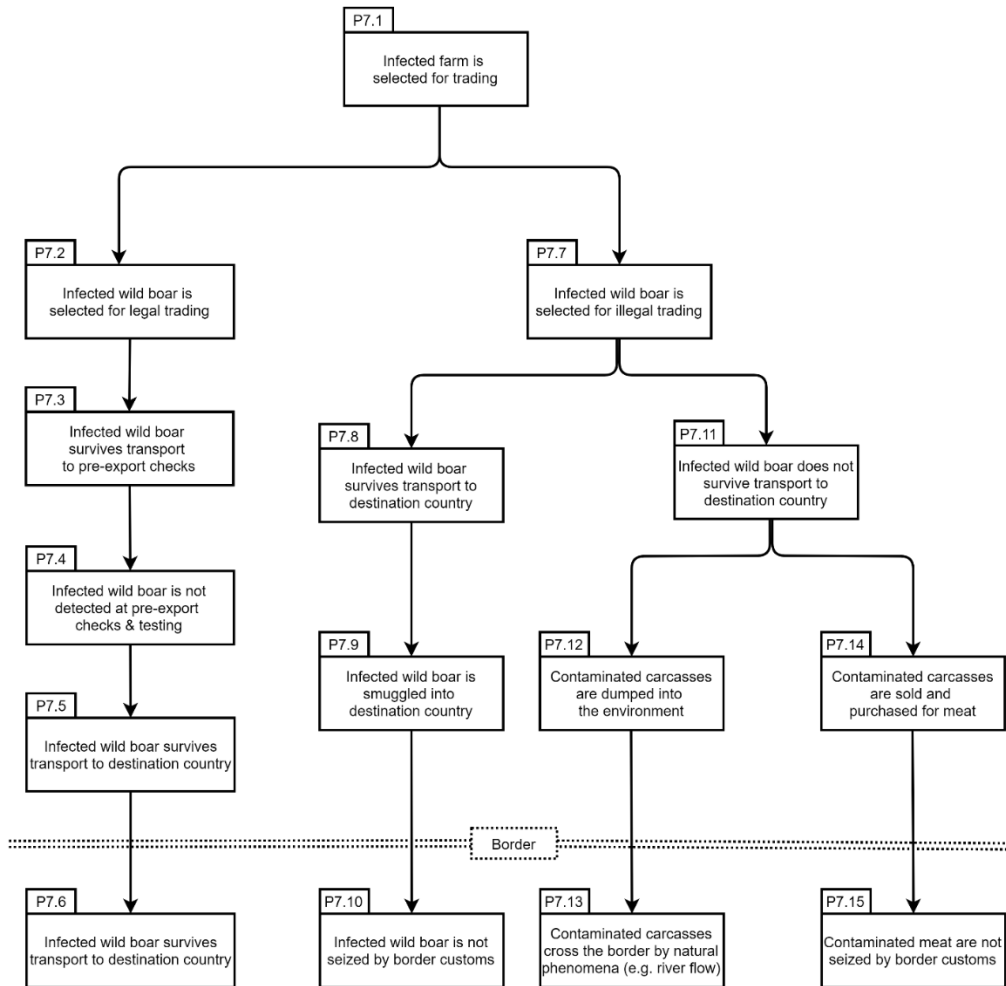 P7.1
Infected farm is
selected for trading
P7.2
Infected wild boar is
selected for legal trading
P7.7
Infected wild boar is
selected for illegal trading
P7.3
Infected wild boar
survives transport
to pre-export checks
P7.8
Infected wild boar
survives transport to
destination country
P7.11
Infected wild boar does not
survive transport to
destination country
P7.4
Infected wild boar is not
detected at pre-export
checks & testing
P7.9
Infected wild boar is
smuggled into
destination country
P7.12
Contaminated carcasses
are dumped into
the environment
P7.14
Contaminated carcasses
are sold and
purchased for meat
P7.5
Infected wild boar survives
transport to destination country
Border
P7.6
Infected wild boar survives
transport to destination country
P7.10
Infected wild boar is not
seized by border customs
P7.13
Contaminated carcasses
cross the border by natural
phenomena (e.g. river flow)
P7.15
Contaminated meat are not
seized by border customs